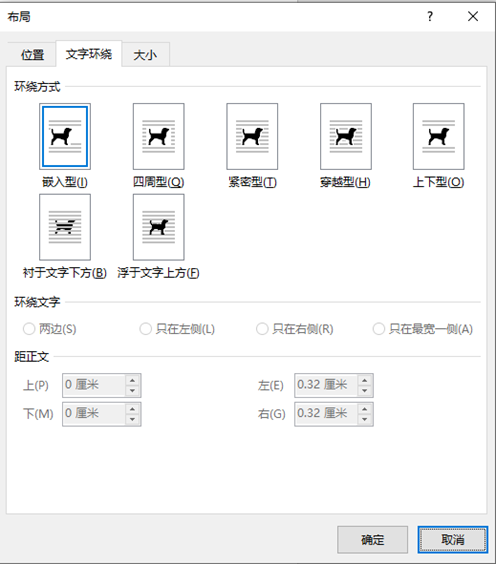 布局
位置 文字环绕 大小
环绕方式
嵌入型(I) 四周型(Q) 紧密型(T) 穿越型(H) 上下型(O)
衬于文字下方(B) 浮于文字上方(F)
环绕文字
两边(S) 只在左侧(L) 只在右侧(R) 只在最宽一侧(A)
距正文
上(P) 0 厘米 左(E) 0.32 厘米
下(M) 0 厘米 右(G) 0.32 厘米
确定 取消